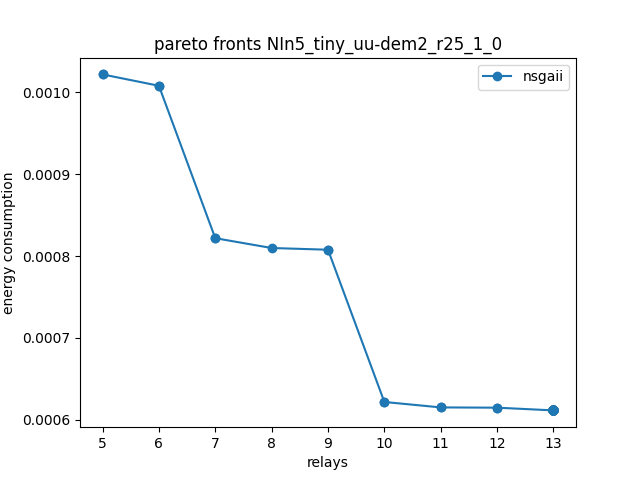 pareto fronts NIn5_tiny_uu-dem2_r25_1_0
nsgaii
energy consumption
0.0010
0.0009
0.0008
0.0007
0.0006
5 6 7 8 9 10 11 12 13
relays